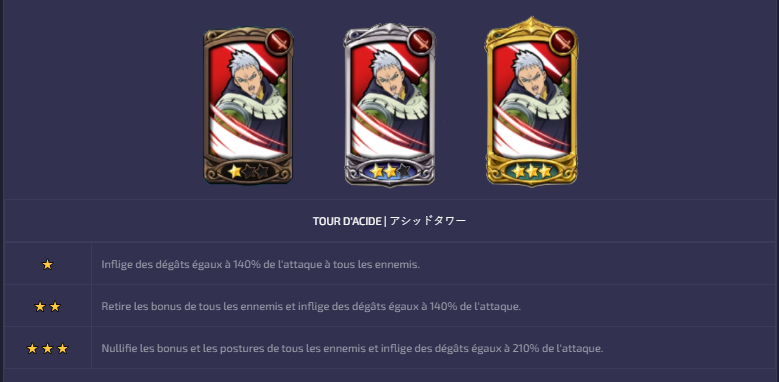 TOUR D'ACIDE | アシッドタワー
Inflige des dégâts égaux à 140% de l'attaque à tous les ennemis.
Retire les bonus de tous les ennemis et inflige des dégâts égaux à 140% de l'attaque.
Nullifie les bonus et les postures de tous les ennemis et inflige des dégâts égaux à 210% de l'attaque.